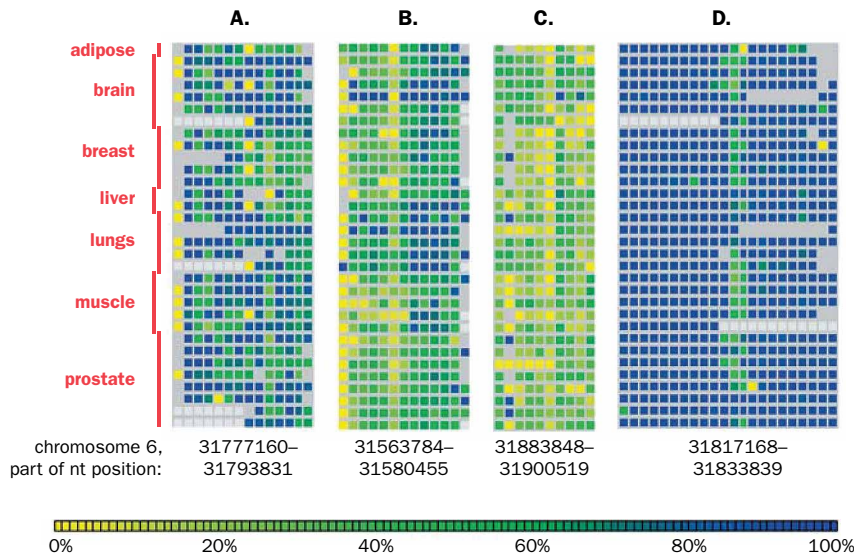 A. B. C. D.
adipose
brain
breast
liver
lungs
muscle
prostate
chromosome 6, 31777160– 31563784– 31883848– 31817168–
part of nt position: 31793831 31580455 31900519 31833839
0% 20% 40% 60% 80% 100%